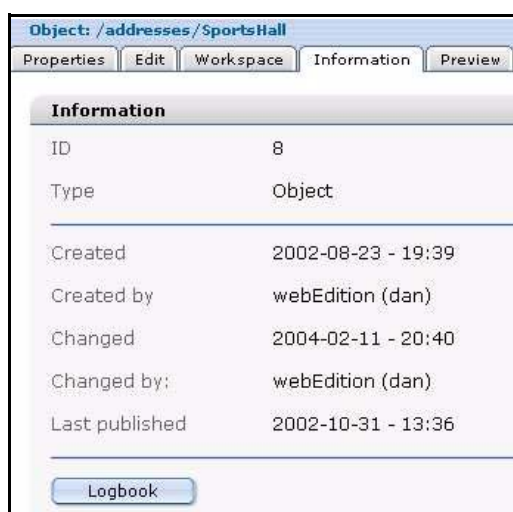 Object: /addresses/SportsHall
Properties Edit Workspace Information Preview
Information
ID 8
Type Object
Created 2002-08-23 - 19:39
Created by webEdition (dan)
Changed 2004-02-11 - 20:40
Changed by: webEdition (dan)
Last published 2002-10-31 - 13:36
Logbook